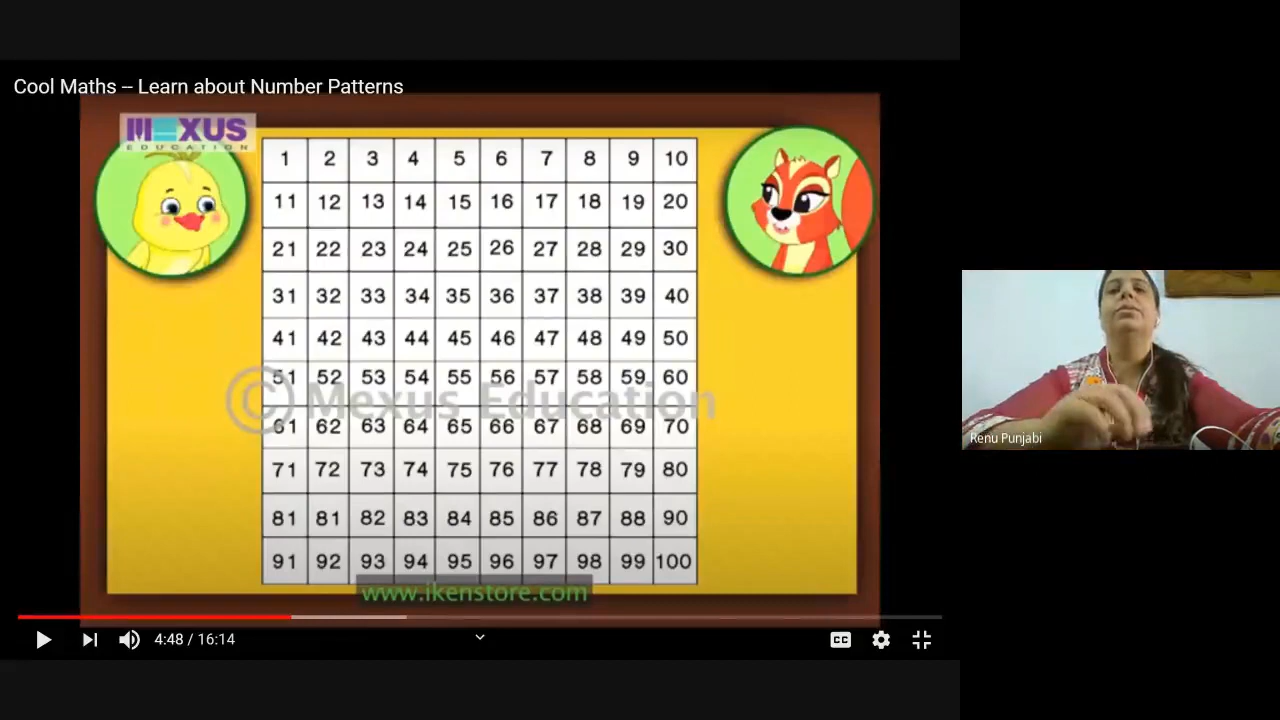 Cool Maths – Learn about Number Patterns
MEXUS
EDUCATION
1 2 3 4 5 6 7 8 9 10
11 12 13 14 15 16 17 18 19 20
21 22 23 24 25 26 27 28 29 30
31 32 33 34 35 36 37 38 39 40
41 42 43 44 45 46 47 48 49 50
51 52 53 54 55 56 57 58 59 60
© Mexus Education
61 62 63 64 65 66 67 68 69 70
71 72 73 74 75 76 77 78 79 80
81 81 82 83 84 85 86 87 88 90
91 92 93 94 95 96 97 98 99 100
www.ikenstore.com
4:48 / 16:14
CC
Renu Punjabi